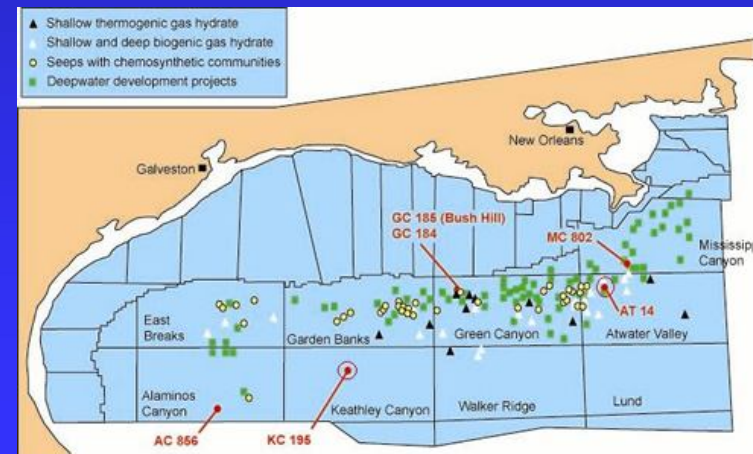 Shallow thermogenic gas hydrate
Shallow and deep biogenic gas hydrate
Seeps with chemosynthetic communities
Deepwater development projects
New Orleans
Galveston
GC 185 (Bush Hill)
GC 184
MC 802
Mississipp
Canyon
AT 14
East
Breaks
Garden Banks
Green Canyon
Atwater Valley
Alaminos
Canyon
Keathley Canyon
Walker Ridge
Lund
AC 856
KC 195